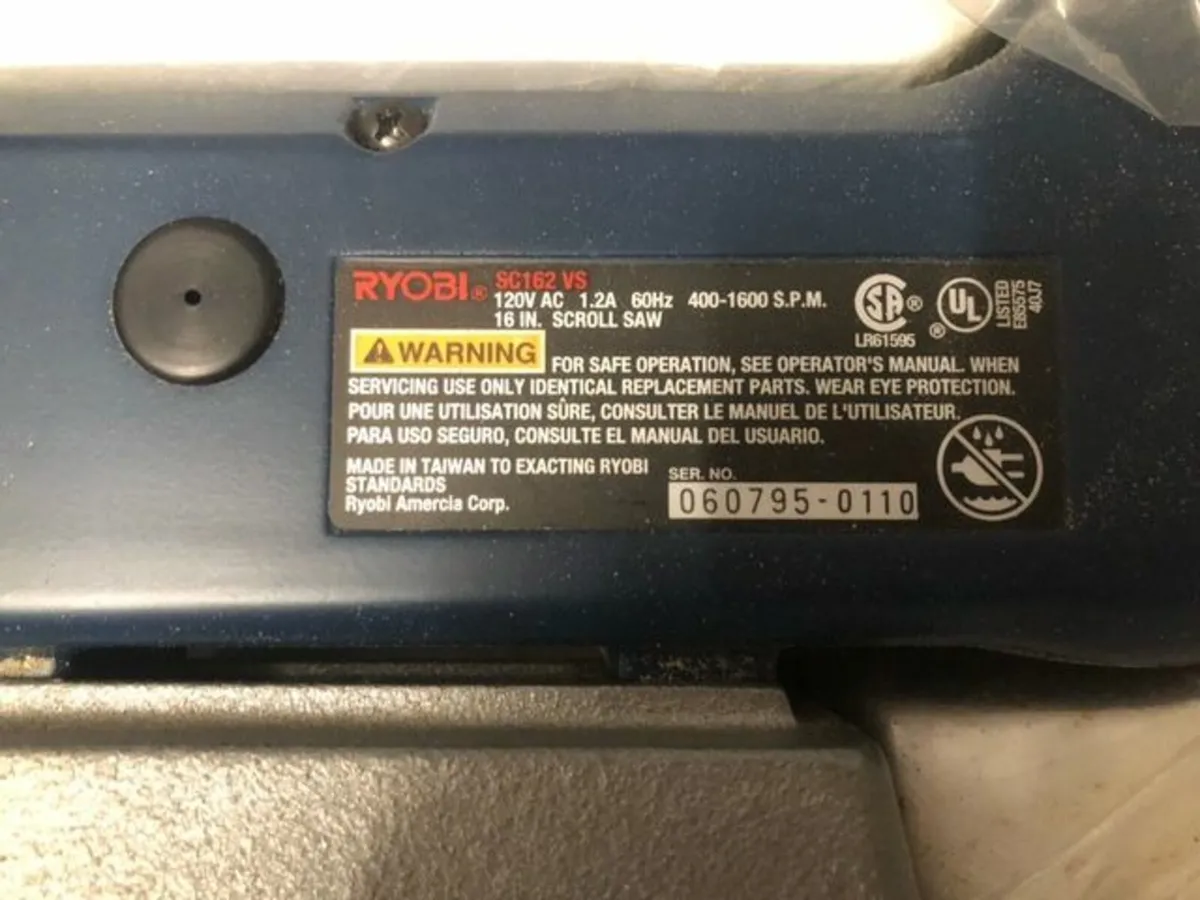 RYOBI® SC162 VS
120V AC 1.2A 60Hz 400-1600 S.P.M.
16 IN. SCROLL SAW
SA ®
LR61595
UL ®
LISTED
E85575
40J7
WARNING FOR SAFE OPERATION, SEE OPERATOR'S MANUAL. WHEN
SERVICING USE ONLY IDENTICAL REPLACEMENT PARTS. WEAR EYE PROTECTION.
POUR UNE UTILISATION SÛRE, CONSULTER LE MANUEL DE L'UTILISATEUR.
PARA USO SEGURO, CONSULTE EL MANUAL DEL USUARIO.
MADE IN TAIWAN TO EXACTING RYOBI
STANDARDS
Ryobi Amercia Corp.
SER. NO.
060795-0110